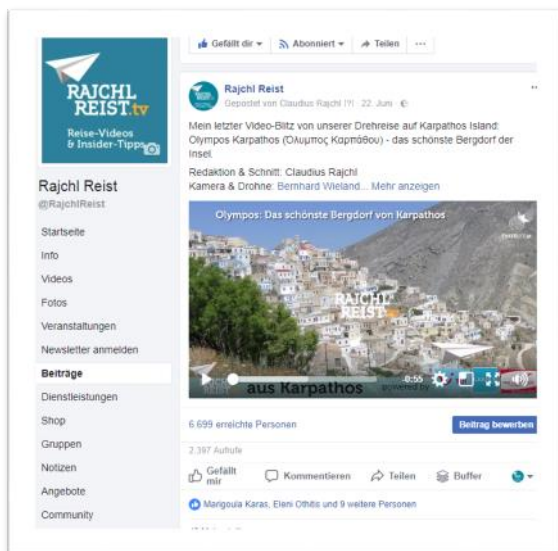 Gefällt dir
Abonniert
Teilen
RAJCHL
REIST.tv
Reise-Videos
& Insider-Tipps
Rajchl Reist
@RajchlReist
Startseite
Info
Videos
Fotos
Veranstaltungen
Newsletter anmelden
Beiträge
Dienstleistungen
Shop
Gruppen
Notizen
Angebote
Community
Rajchl Reist
Gepostet von Claudius Rajchl [?] · 22. Juni ·
Mein letzter Video-Blitz von unserer Drehreise auf Karpathos Island:
Olympos Karpathos (Όλυμπος Καρπάθου) - das schönste Bergdorf der
Insel.
Redaktion & Schnitt: Claudius Rajchl
Kamera & Drohne: Bernhard Wieland... Mehr anzeigen
Olympos: Das schönste Bergdorf von Karpathos
RAJCHL
REIST
0:55
aus Karpathos
powered by
6.699 erreichte Personen
Beitrag bewerben
2.397 Aufrufe
Gefällt
mir
Kommentieren
Teilen
Buffer
Marigoula Karas, Eleni Othitis und 9 weitere Personen